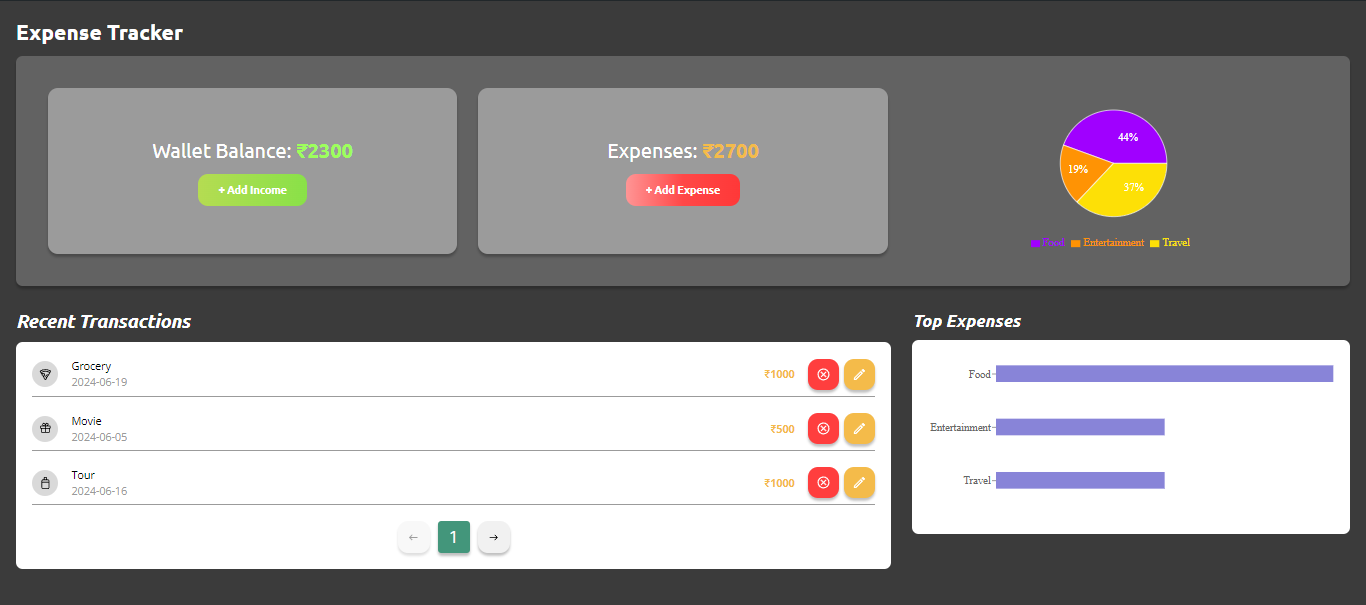 Expense Tracker
Wallet Balance: ₹2300
+ Add Income
Expenses: ₹2700
+ Add Expense
44%
19%
37%
Food Entertainment Travel
Recent Transactions
Grocery
2024-06-19
₹1000
Movie
2024-06-05
₹500
Tour
2024-06-16
₹1000
← 1 →
Top Expenses
Food
Entertainment
Travel